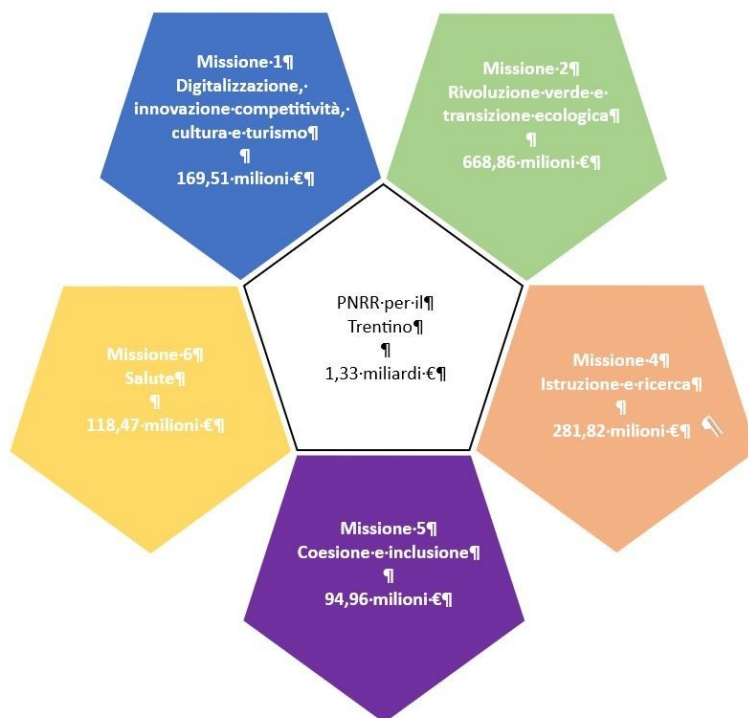 Missione·1¶
Digitalizzazione,·
innovazione·competitività,·
cultura·e·turismo¶
¶
169,51·milioni·€¶
Missione·2¶
Rivoluzione·verde·e·
transizione·ecologica¶
¶
668,86·milioni·€¶
PNRR·per·il¶
Trentino¶
¶
1,33·miliardi·€¶
Missione·6¶
Salute¶
¶
118,47·milioni·€¶
Missione·4¶
Istruzione·e·ricerca¶
¶
281,82·milioni·€¶ ¶
Missione·5¶
Coesione·e·inclusione¶
¶
94,96·milioni·€¶